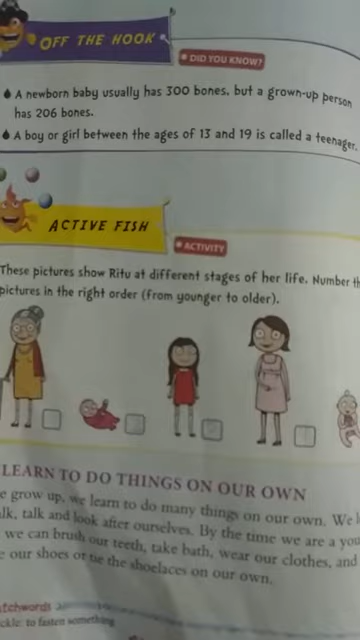 OFF THE HOOK
DID YOU KNOW?
A newborn baby usually has 300 bones, but a grown-up person
has 206 bones.
A boy or girl between the ages of 13 and 19 is called a teenager.
ACTIVE FISH
ACTIVITY
These pictures show Ritu at different stages of her life. Number th
pictures in the right order (from younger to older).
LEARN TO DO THINGS ON OUR OWN
e grow up, we learn to do many things on our own. We l
alk, talk and look after ourselves. By the time we are a you
we can brush our teeth, take bath, wear our clothes, and
e our shoes or tie the shoelaces on our own.
tchwords
ckle: to fasten something